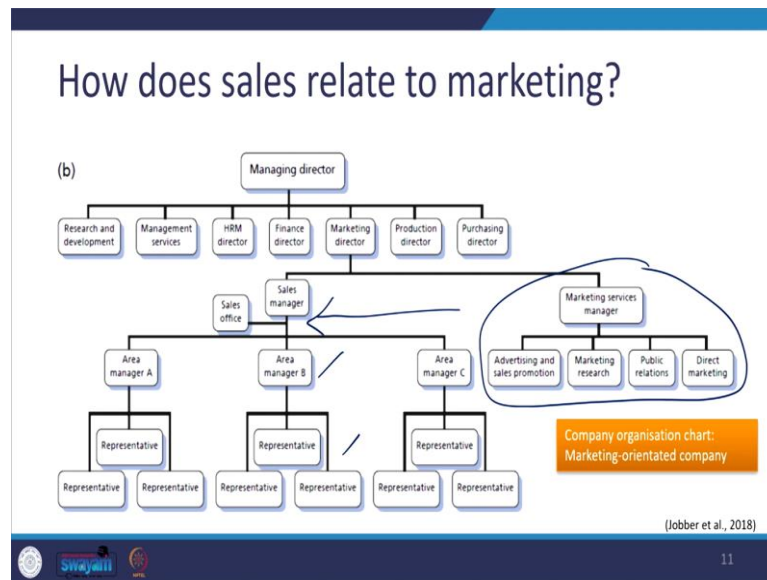 How does sales relate to marketing?
(b)
Managing director
Research and
development
Management
services
HRM
director
Finance
director
Marketing
director
Production
director
Purchasing
director
Sales
manager
Sales
office
Marketing services
manager
Area
manager A
Area
manager B
Area
manager C
Advertising and
sales promotion
Marketing
research
Public
relations
Direct
marketing
Representative
Representative
Representative
Representative
Representative
Representative
Representative
Representative
Representative
Company organisation chart:
Marketing-orientated company
(Jobber et al., 2018)
swayam
11